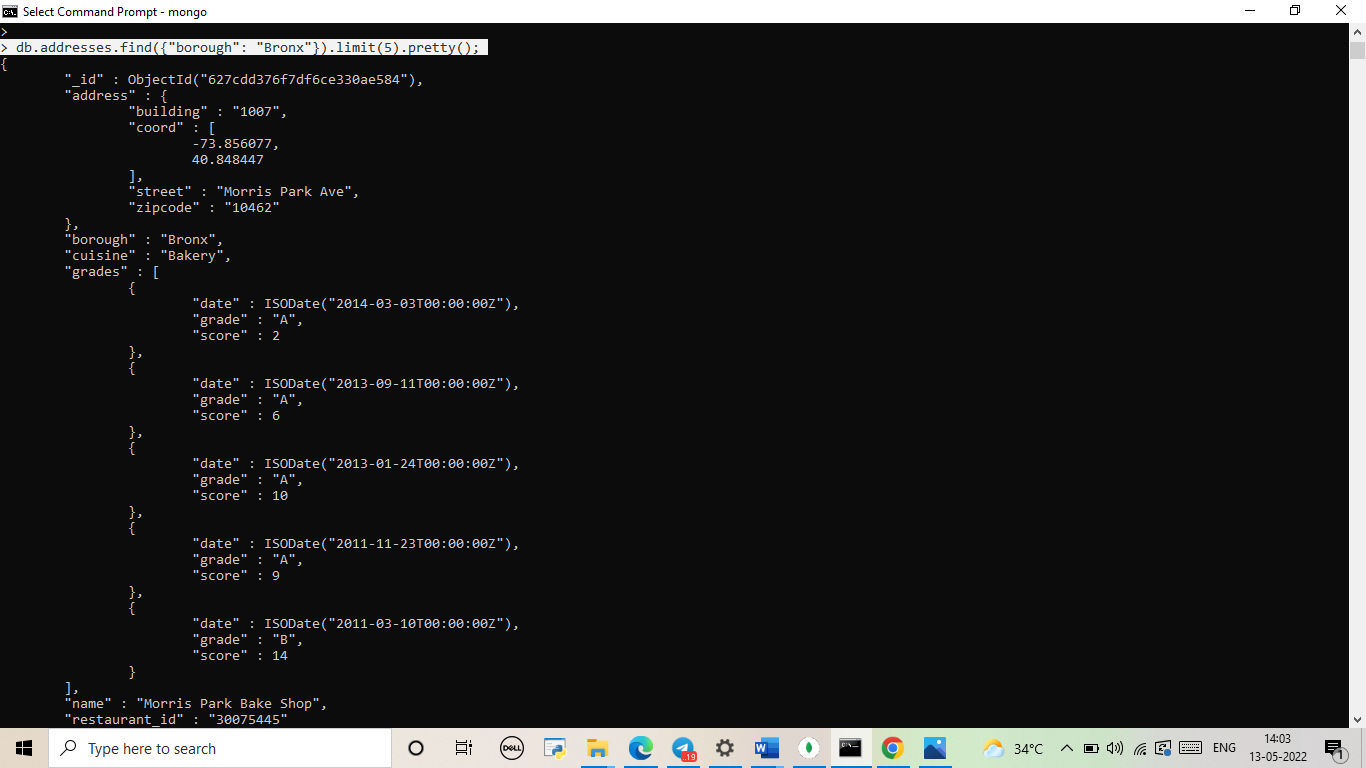 Select Command Prompt - mongo
>
> db.addresses.find({"borough": "Bronx"}).limit(5).pretty();
{
        "_id" : ObjectId("627cdd376f7df6ce330ae584"),
        "address" : {
                "building" : "1007",
                "coord" : [
                        -73.856077,
                        40.848447
                ],
                "street" : "Morris Park Ave",
                "zipcode" : "10462"
        },
        "borough" : "Bronx",
        "cuisine" : "Bakery",
        "grades" : [
                {
                        "date" : ISODate("2014-03-03T00:00:00Z"),
                        "grade" : "A",
                        "score" : 2
                },
                {
                        "date" : ISODate("2013-09-11T00:00:00Z"),
                        "grade" : "A",
                        "score" : 6
                },
                {
                        "date" : ISODate("2013-01-24T00:00:00Z"),
                        "grade" : "A",
                        "score" : 10
                },
                {
                        "date" : ISODate("2011-11-23T00:00:00Z"),
                        "grade" : "A",
                        "score" : 9
                },
                {
                        "date" : ISODate("2011-03-10T00:00:00Z"),
                        "grade" : "B",
                        "score" : 14
                }
        ],
        "name" : "Morris Park Bake Shop",
        "restaurant_id" : "30075445"
Type here to search
DELL
19
34°C
ENG
14:03
13-05-2022
1